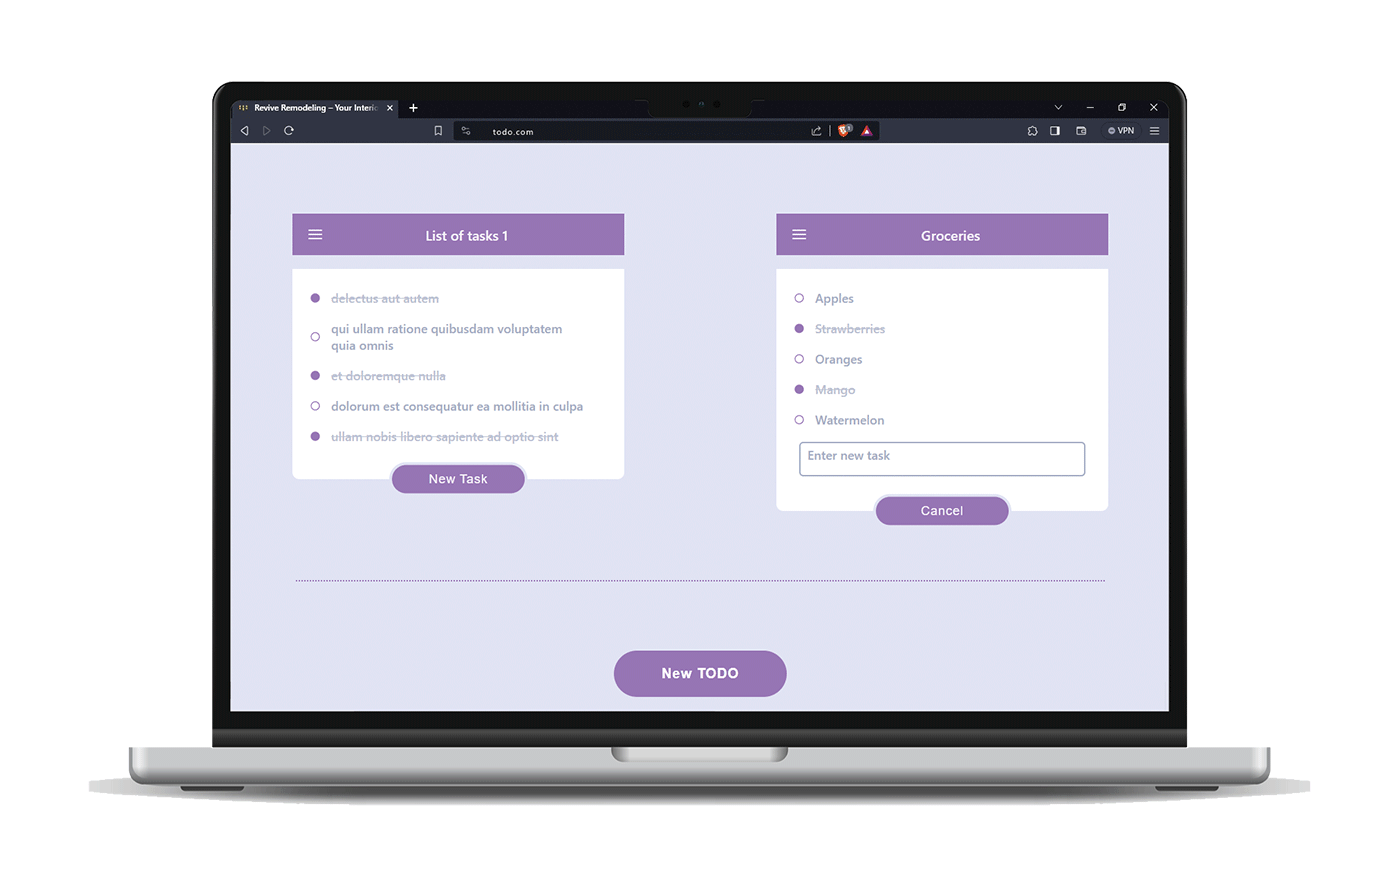 Revive Remodeling – Your Interi
todo.com
VPN
List of tasks 1
delectus aut autem
qui ullam ratione quibusdam voluptatem
quia omnis
et doloremque nulla
dolorum est consequatur ea mollitia in culpa
ullam nobis libero sapiente ad optio sint
New Task
Groceries
Apples
Strawberries
Oranges
Mango
Watermelon
Enter new task
Cancel
New TODO